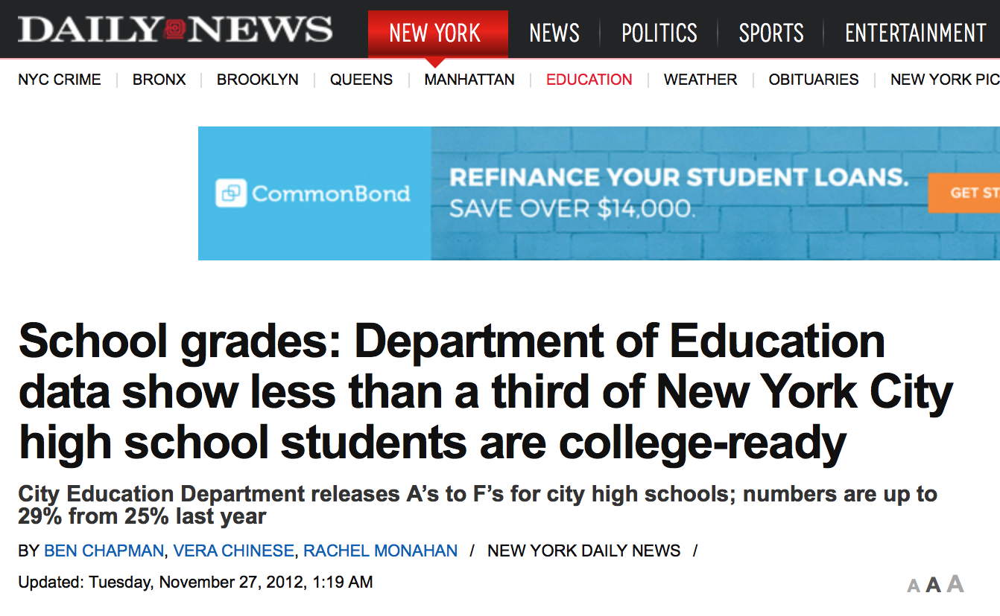 DAILY NEWS
NEW YORK NEWS POLITICS SPORTS ENTERTAINMENT
NYC CRIME BRONX BROOKLYN QUEENS MANHATTAN EDUCATION WEATHER OBITUARIES NEW YORK PIC
CommonBond
REFINANCE YOUR STUDENT LOANS.
SAVE OVER $14,000.
GET ST
School grades: Department of Education
data show less than a third of New York City
high school students are college-ready
City Education Department releases A’s to F’s for city high schools; numbers are up to
29% from 25% last year
BY BEN CHAPMAN, VERA CHINESE, RACHEL MONAHAN / NEW YORK DAILY NEWS /
Updated: Tuesday, November 27, 2012, 1:19 AM
A A A